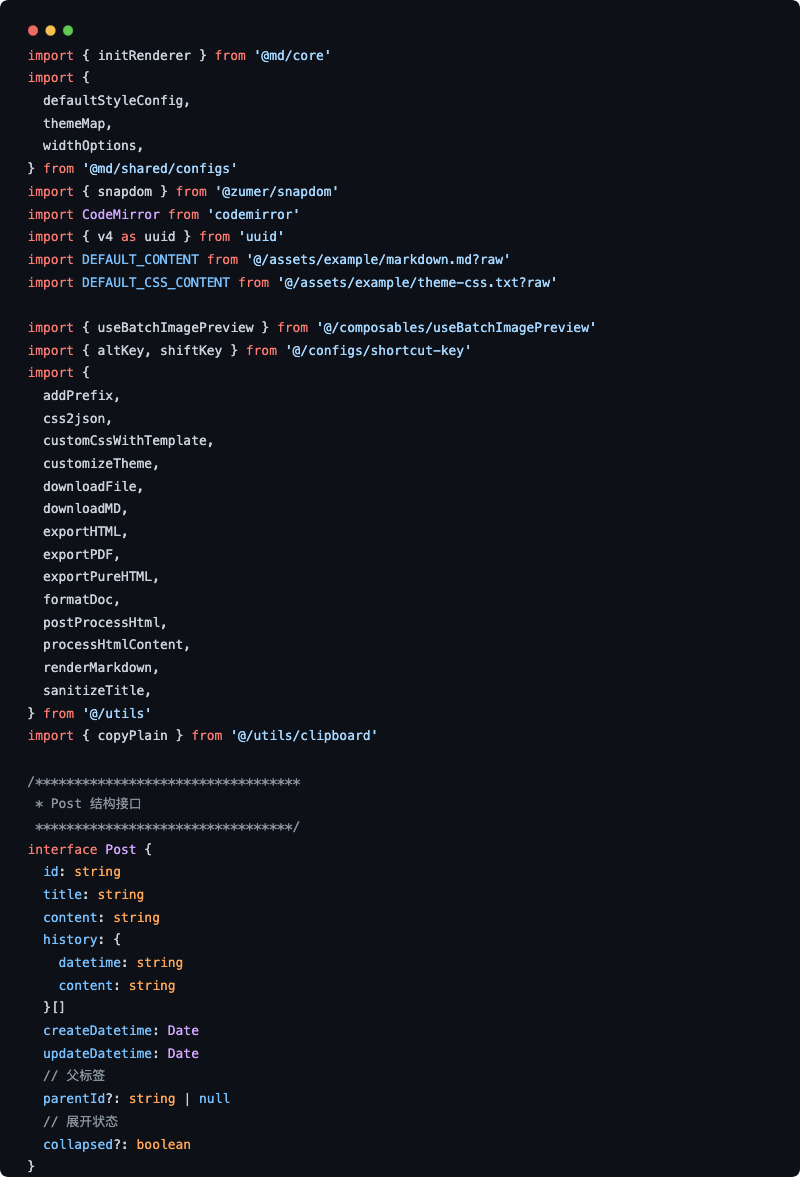 import { initRenderer } from '@md/core'
import {
  defaultStyleConfig,
  themeMap,
  widthOptions,
} from '@md/shared/configs'
import { snapdom } from '@zumer/snapdom'
import CodeMirror from 'codemirror'
import { v4 as uuid } from 'uuid'
import DEFAULT_CONTENT from '@/assets/example/markdown.md?raw'
import DEFAULT_CSS_CONTENT from '@/assets/example/theme-css.txt?raw'

import { useBatchImagePreview } from '@/composables/useBatchImagePreview'
import { altKey, shiftKey } from '@/configs/shortcut-key'
import {
  addPrefix,
  css2json,
  customCssWithTemplate,
  customizeTheme,
  downloadFile,
  downloadMD,
  exportHTML,
  exportPDF,
  exportPureHTML,
  formatDoc,
  postProcessHtml,
  processHtmlContent,
  renderMarkdown,
  sanitizeTitle,
} from '@/utils'
import { copyPlain } from '@/utils/clipboard'

/**********************************
 * Post 结构接口
 *********************************/
interface Post {
  id: string
  title: string
  content: string
  history: {
    datetime: string
    content: string
  }[]
  createDatetime: Date
  updateDatetime: Date
  // 父标签
  parentId?: string | null
  // 展开状态
  collapsed?: boolean
}